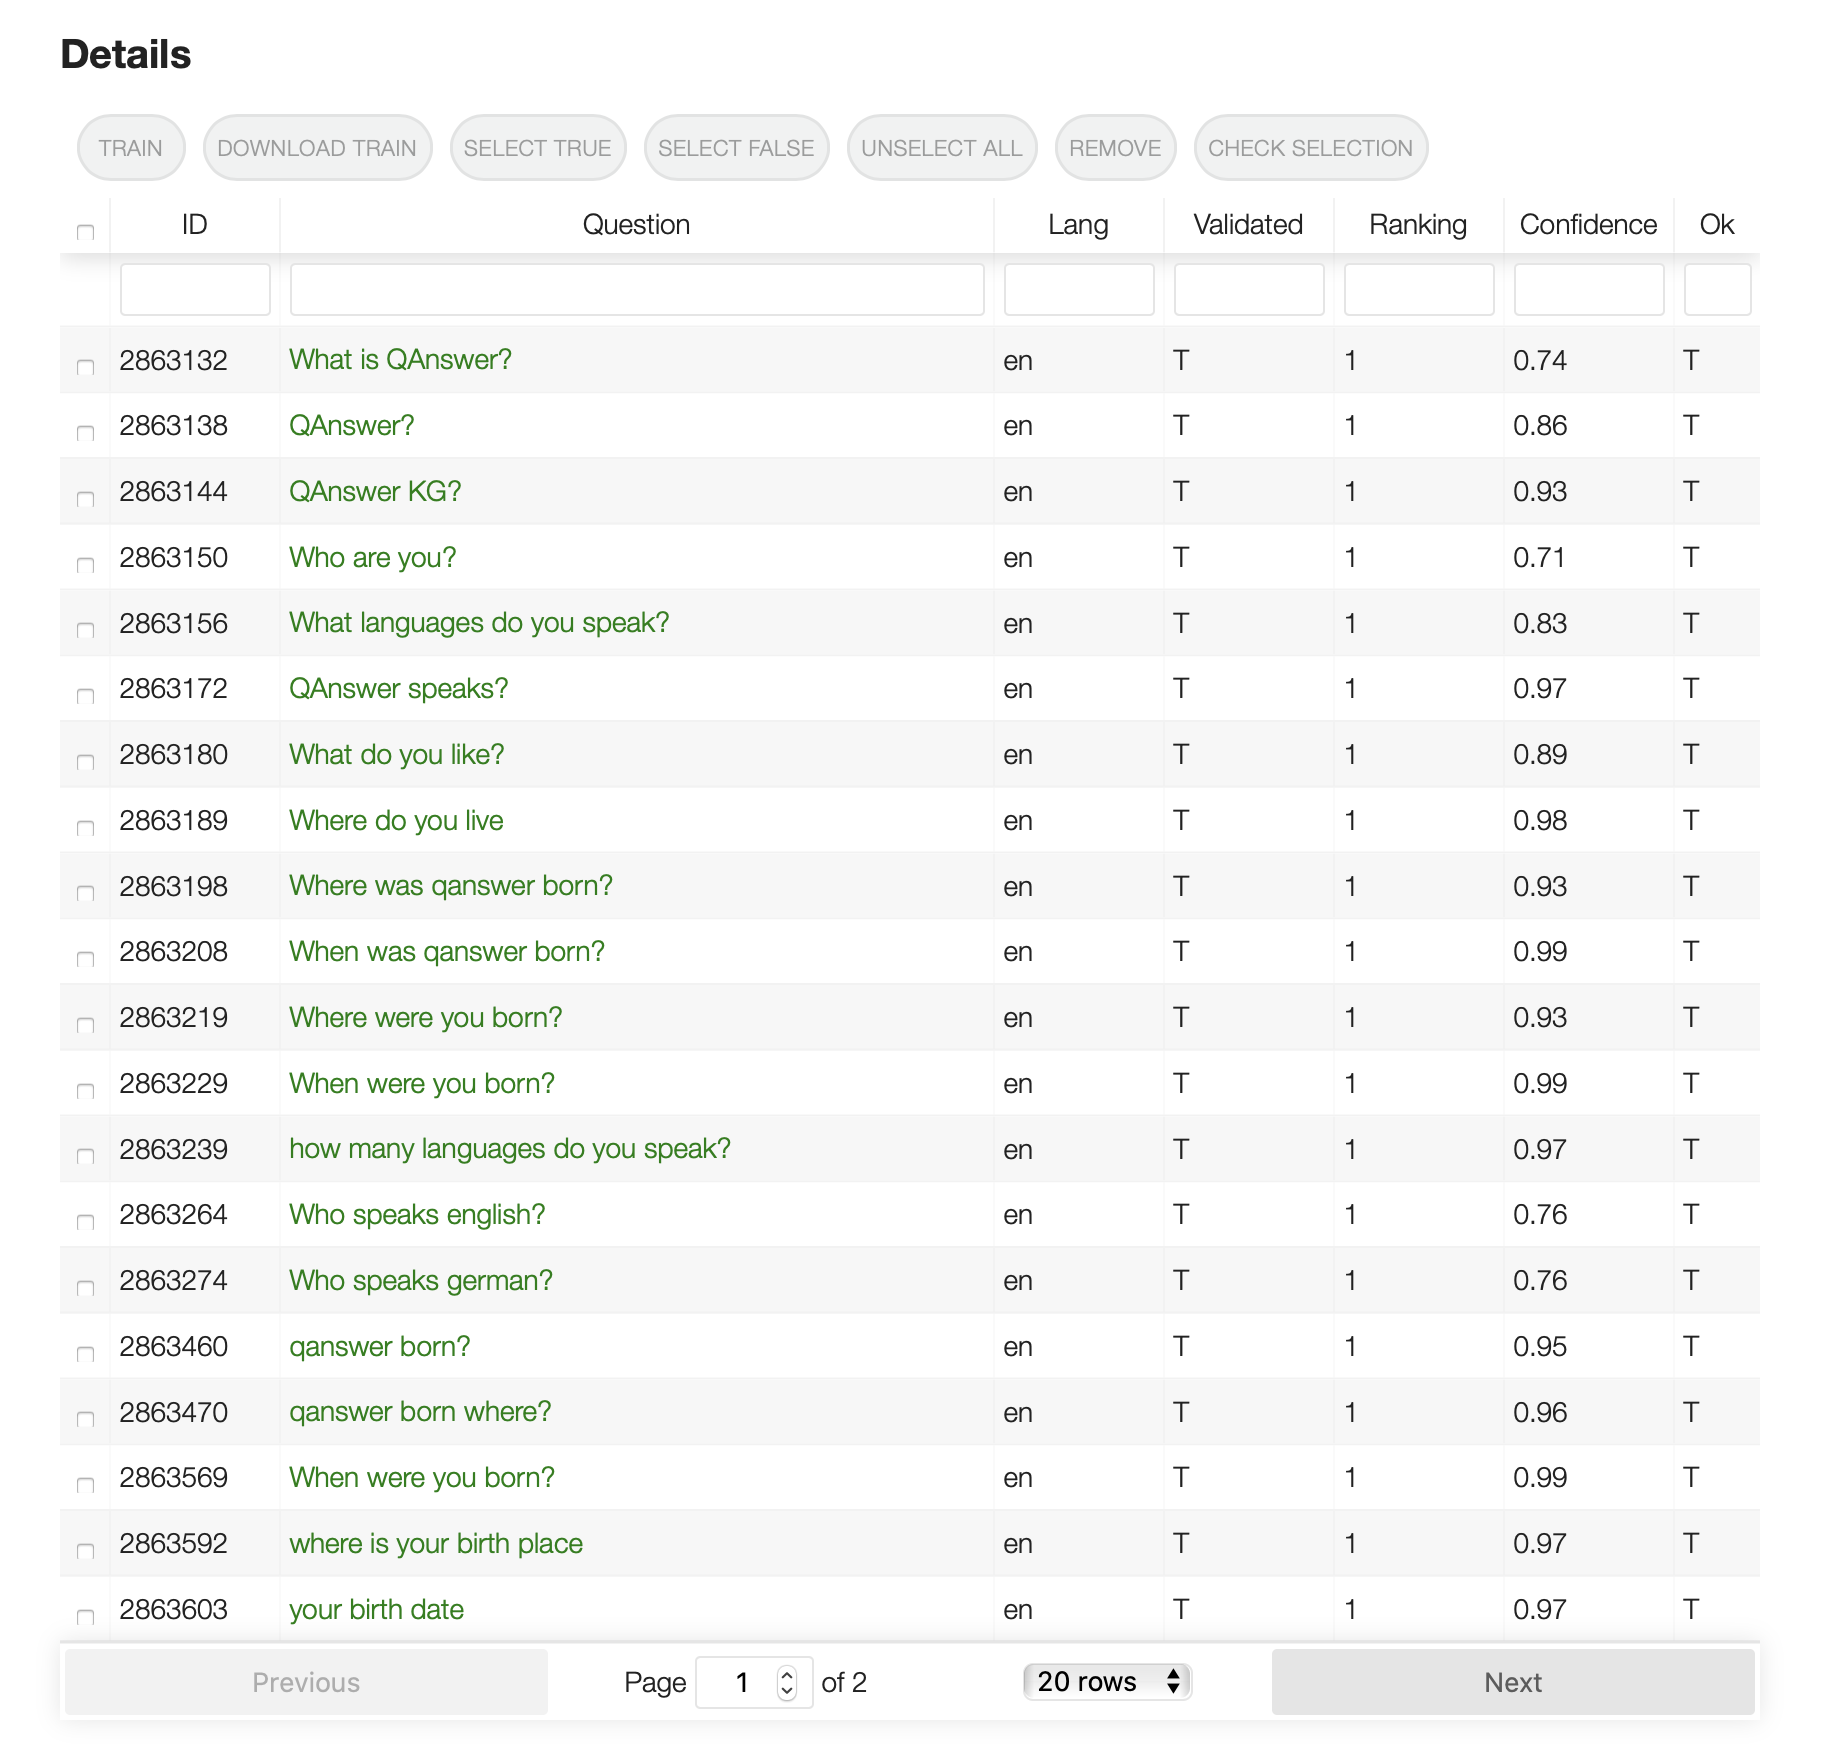 Details
TRAIN DOWNLOAD TRAIN SELECT TRUE SELECT FALSE UNSELECT ALL REMOVE CHECK SELECTION
ID Question Lang Validated Ranking Confidence Ok
2863132 What is QAnswer? en T 1 0.74 T
2863138 QAnswer? en T 1 0.86 T
2863144 QAnswer KG? en T 1 0.93 T
2863150 Who are you? en T 1 0.71 T
2863156 What languages do you speak? en T 1 0.83 T
2863172 QAnswer speaks? en T 1 0.97 T
2863180 What do you like? en T 1 0.89 T
2863189 Where do you live en T 1 0.98 T
2863198 Where was qanswer born? en T 1 0.93 T
2863208 When was qanswer born? en T 1 0.99 T
2863219 Where were you born? en T 1 0.93 T
2863229 When were you born? en T 1 0.99 T
2863239 how many languages do you speak? en T 1 0.97 T
2863264 Who speaks english? en T 1 0.76 T
2863274 Who speaks german? en T 1 0.76 T
2863460 qanswer born? en T 1 0.95 T
2863470 qanswer born where? en T 1 0.96 T
2863569 When were you born? en T 1 0.99 T
2863592 where is your birth place en T 1 0.97 T
2863603 your birth date en T 1 0.97 T
Previous Page 1 of 2 20 rows Next